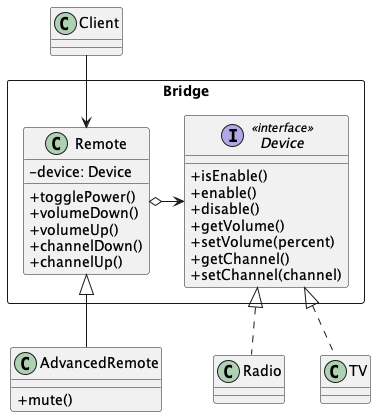 C Client
Bridge
C Remote
-device: Device
+togglePower()
+volumeDown()
+volumeUp()
+channelDown()
+channelUp()
I «interface»
Device
+isEnable()
+enable()
+disable()
+getVolume()
+setVolume(percent)
+getChannel()
+setChannel(channel)
C AdvancedRemote
+mute()
C Radio
C TV